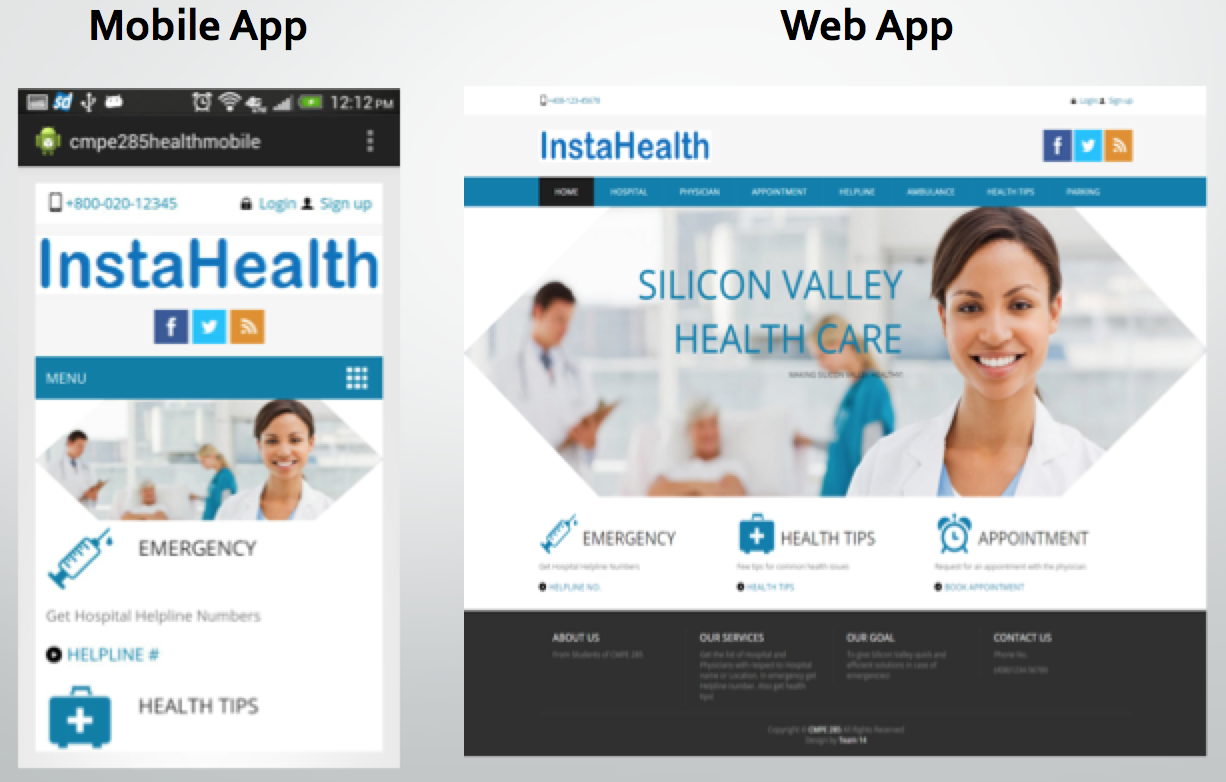 Mobile App
Web App
12:12 PM
cmpe285healthmobile
+800-020-12345 Login Sign up
InstaHealth
MENU
EMERGENCY
Get Hospital Helpline Numbers
HELPLINE #
HEALTH TIPS
+408-123-45678 Login Sign up
InstaHealth
HOME HOSPITAL PHYSICIAN APPOINTMENT HELPLINE AMBULANCE HEALTH TIPS PARKING
SILICON VALLEY
HEALTH CARE
MAKING SILICON VALLEY HEALTHY!
EMERGENCY
Get Hospital Helpline Numbers
HELPLINE NO.
HEALTH TIPS
Few tips for common health issues
HEALTH TIPS
APPOINTMENT
Request for an appointment with the physician
BOOK APPOINTMENT
ABOUT US
From Students of CMPE 285
OUR SERVICES
Get the list of Hospital and
Physicians with respect to Hospital
name or Location. In emergency get
Helpline number. Also get health
tips!
OUR GOAL
To give Silicon Valley quick and
efficient solutions in case of
emergencies!
CONTACT US
Phone No.
(408)1234-56789
Copyright © CMPE 285 All Rights Reserved
Design by Team 14